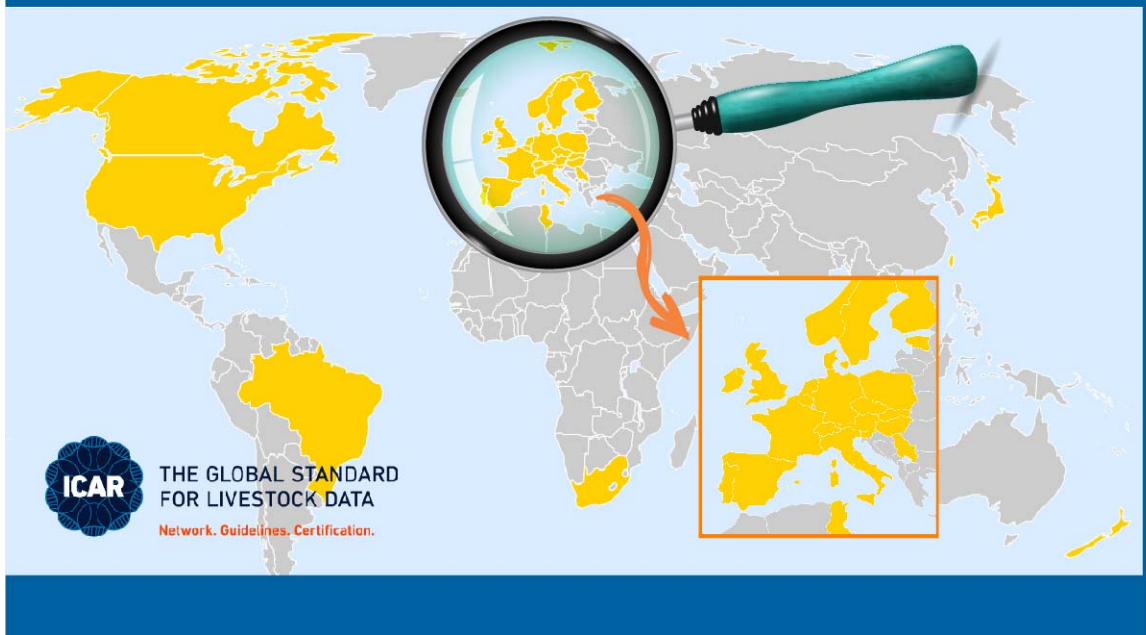 ICAR
THE GLOBAL STANDARD
FOR LIVESTOCK DATA
Network. Guidelines. Certification.